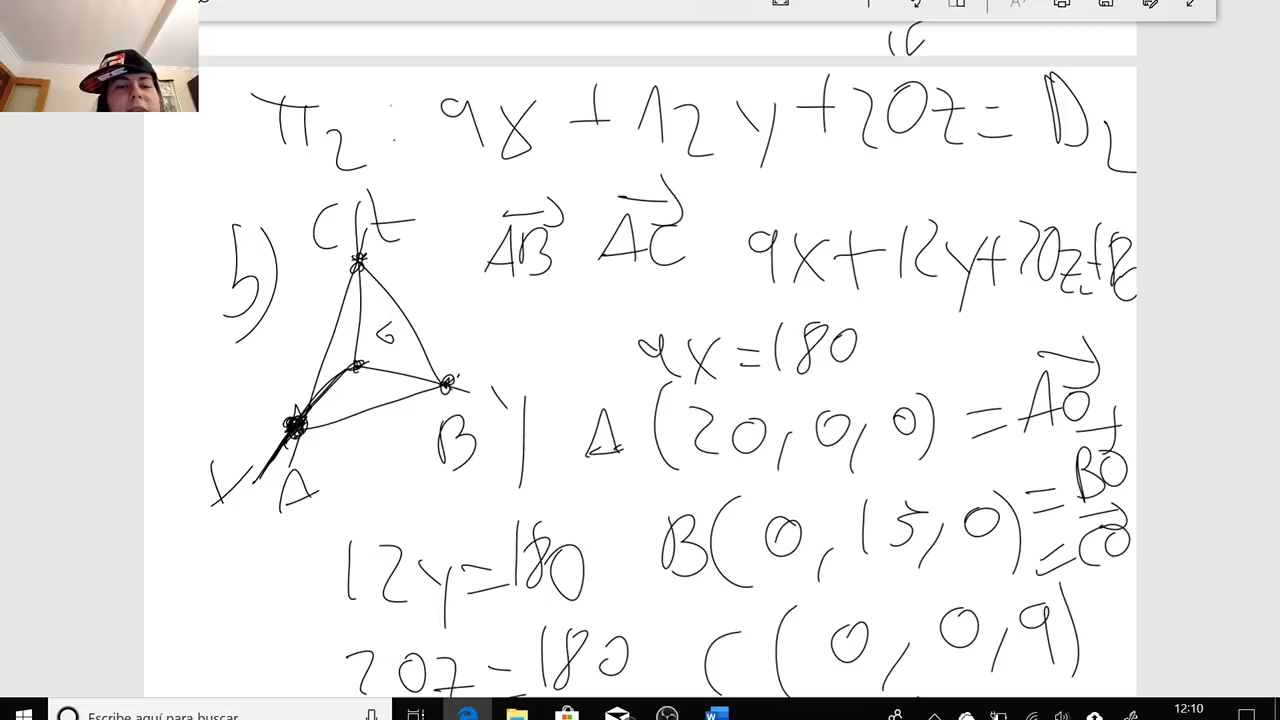 π₂ : 9x + 12y + 20z = D₂
b) C
AB⃗ AC⃗ 9x + 12y + 20z = 180
6
9x = 180
A B
A (20, 0, 0) = AO⃗
12y = 180 B (0, 15, 0) = BO⃗
= CO⃗
20z = 180 C (0, 0, 9)
Escribe aquí para buscar
12:10